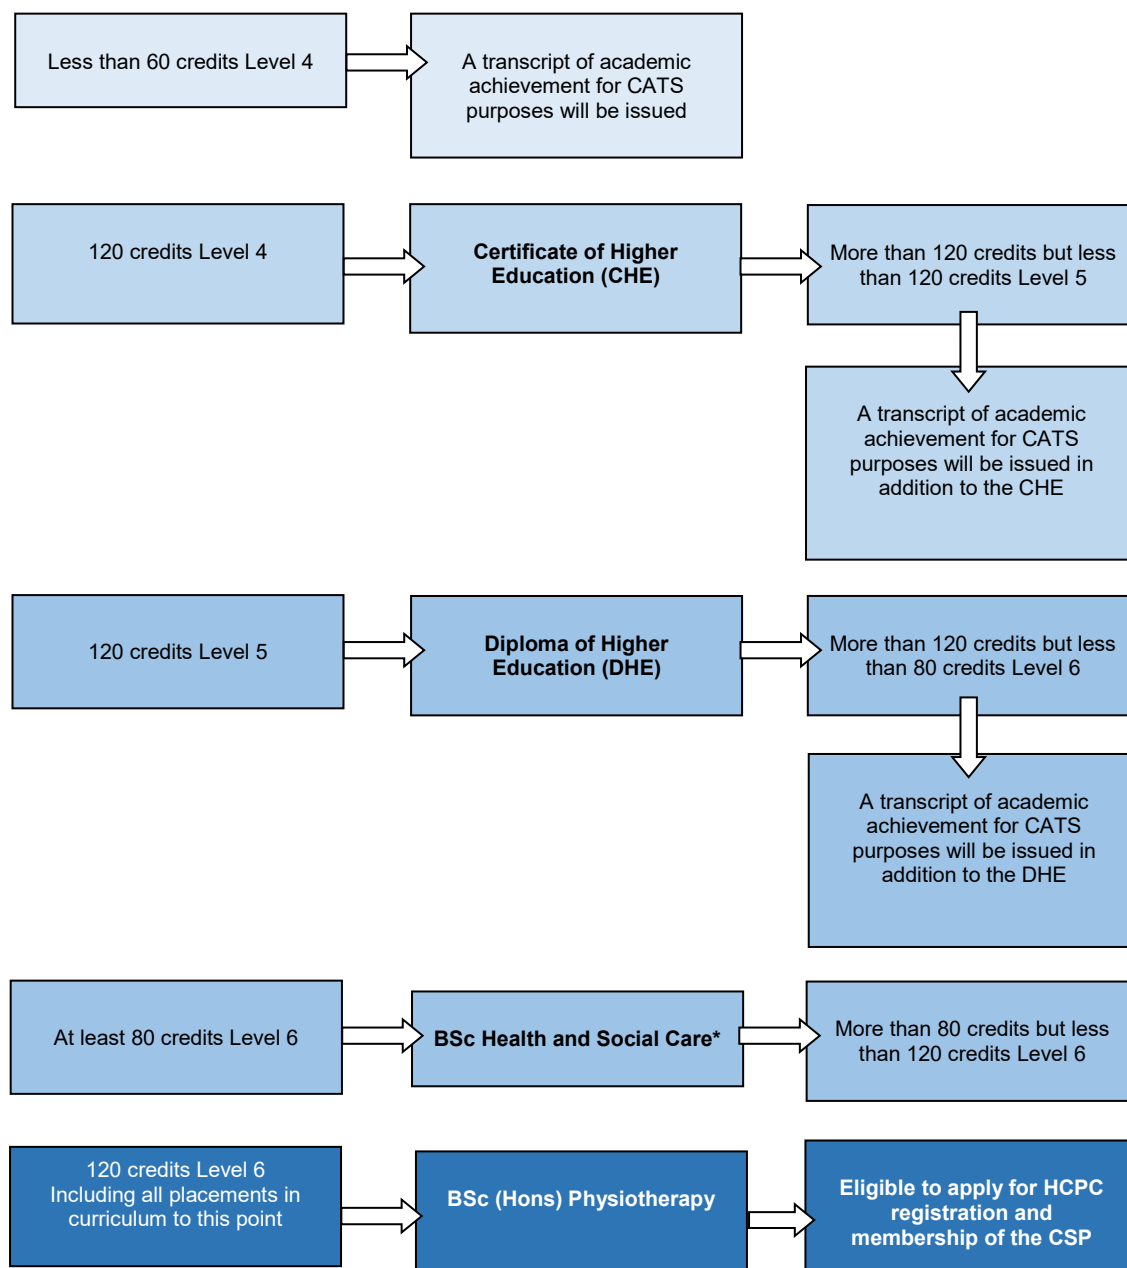 Less than 60 credits Level 4
A transcript of academic
achievement for CATS
purposes will be issued
120 credits Level 4
Certificate of Higher
Education (CHE)
More than 120 credits but less
than 120 credits Level 5
A transcript of academic
achievement for CATS
purposes will be issued in
addition to the CHE
120 credits Level 5
Diploma of Higher
Education (DHE)
More than 120 credits but less
than 80 credits Level 6
A transcript of academic
achievement for CATS
purposes will be issued in
addition to the DHE
At least 80 credits Level 6
BSc Health and Social Care*
More than 80 credits but less
than 120 credits Level 6
120 credits Level 6
Including all placements in
curriculum to this point
BSc (Hons) Physiotherapy
Eligible to apply for HCPC
registration and
membership of the CSP